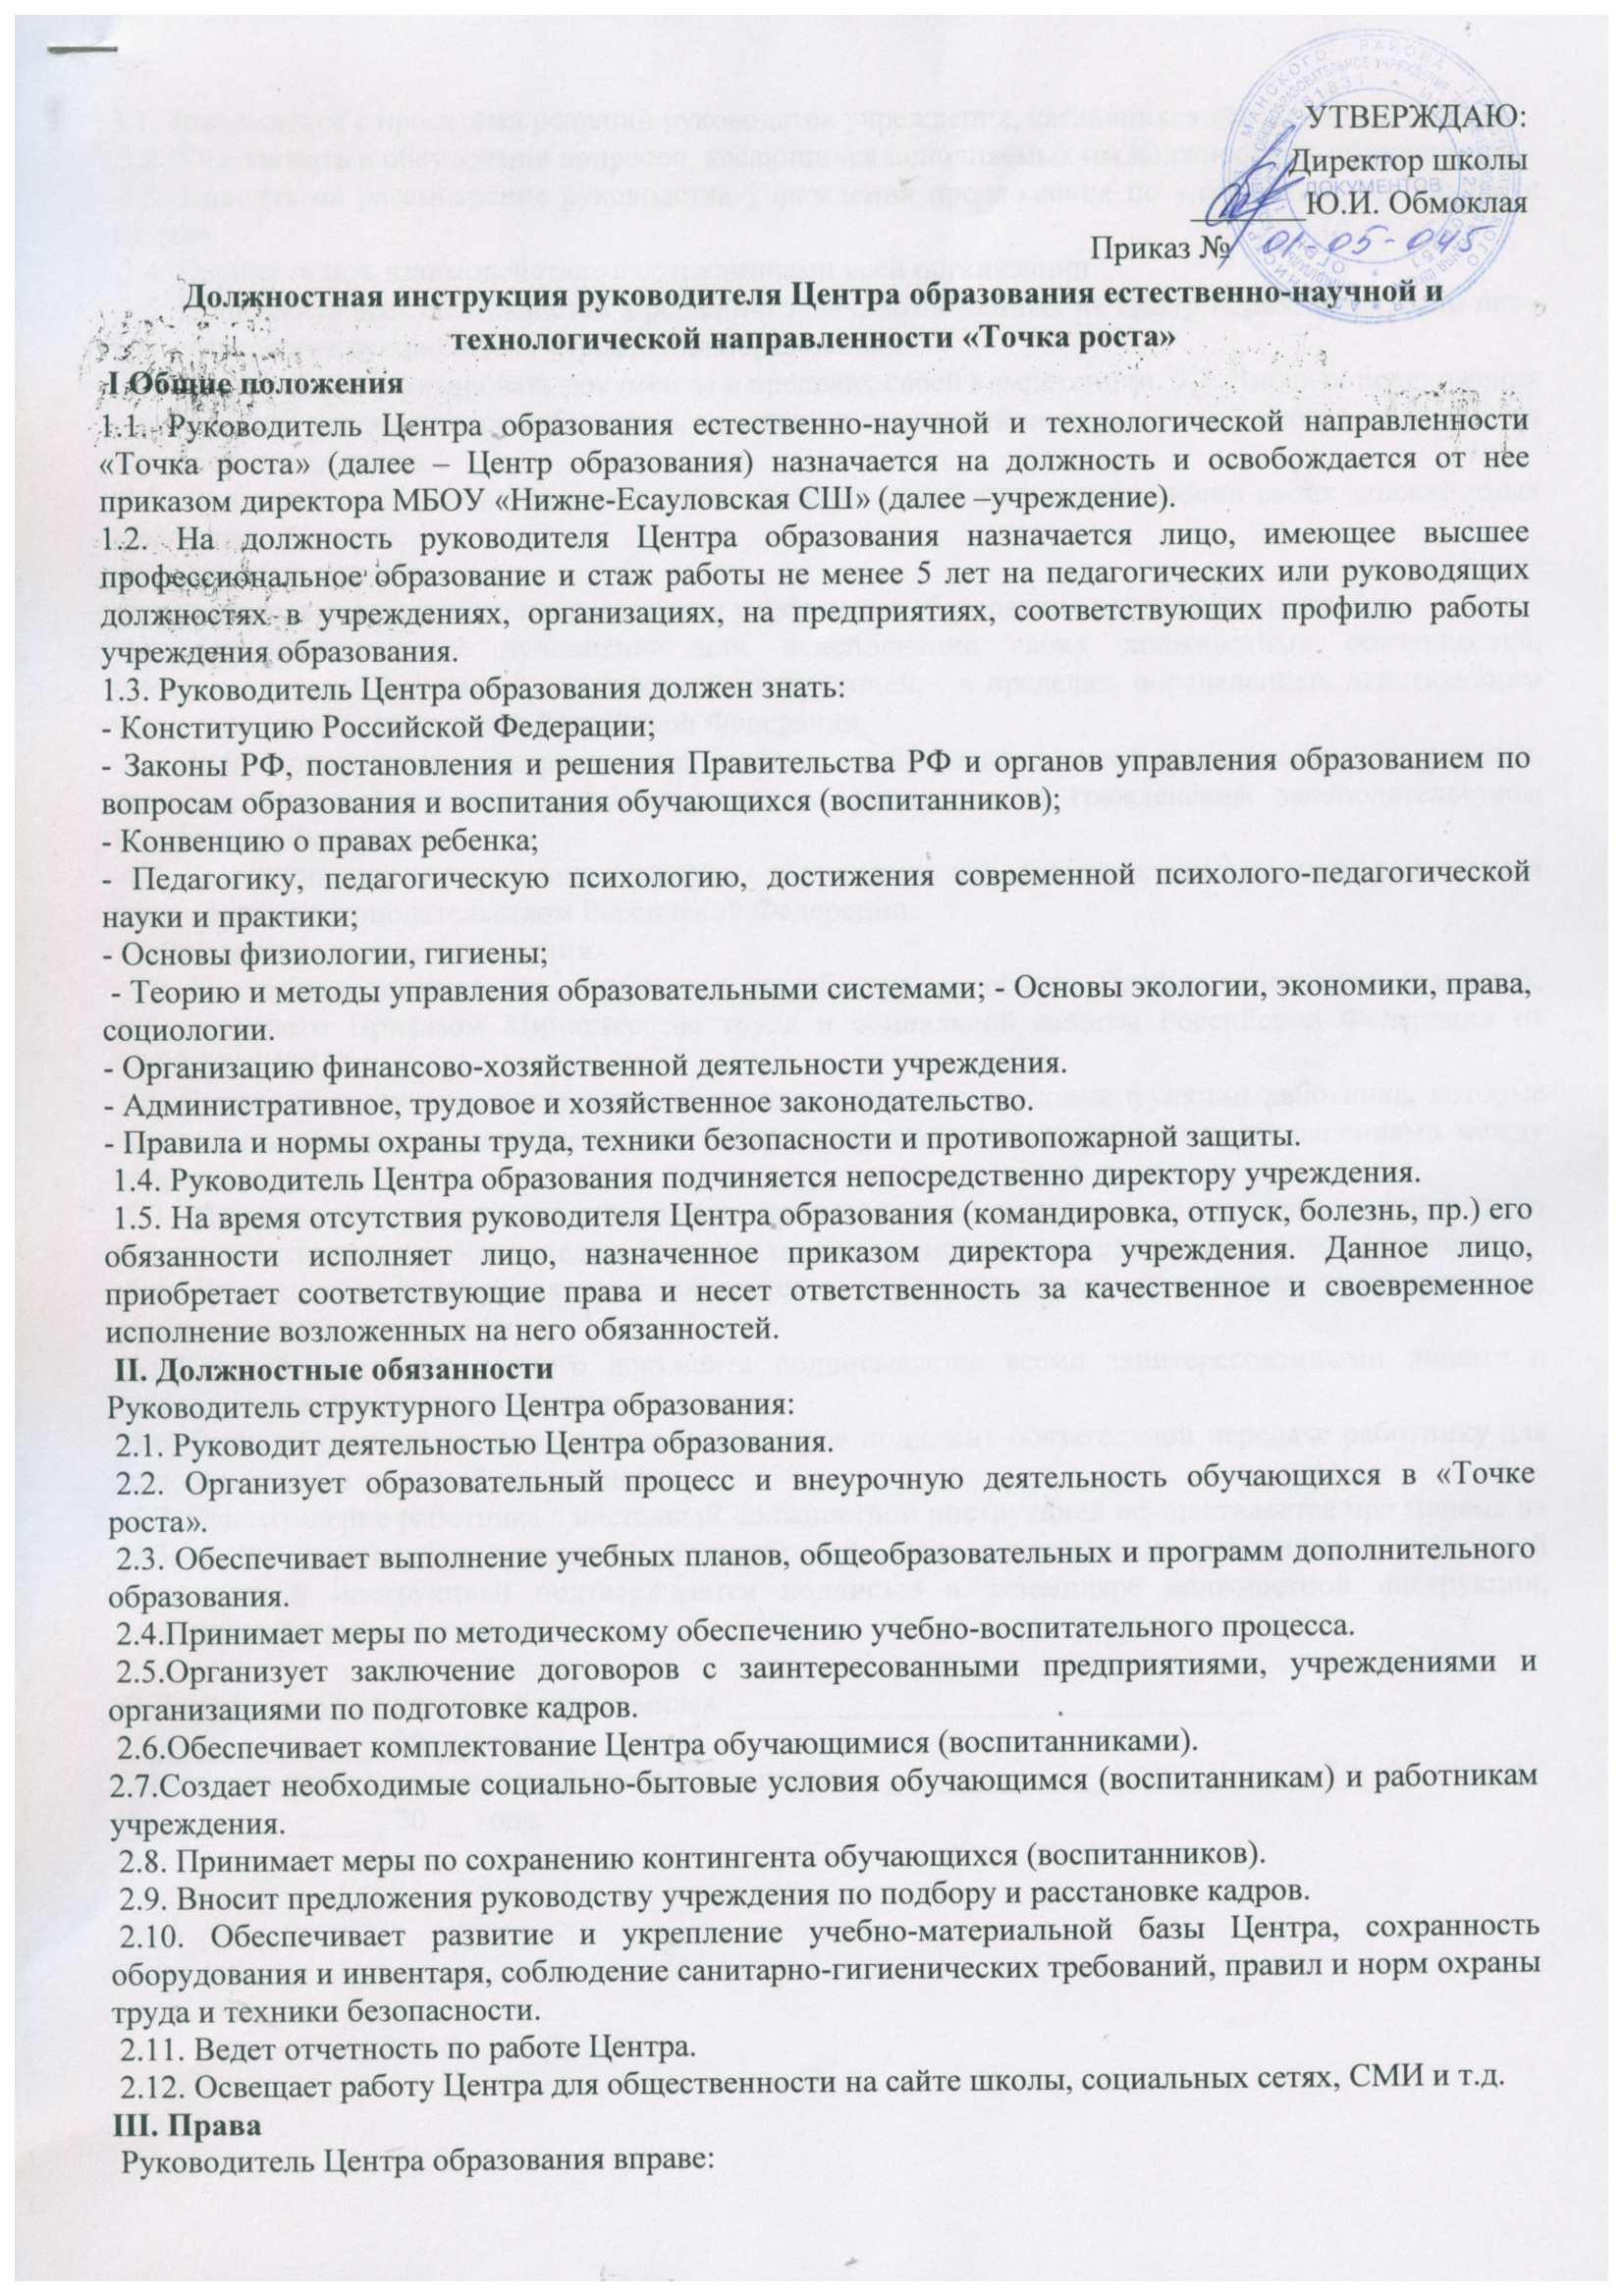 УТВЕРЖДАЮ:
Директор школы
Ю.И. Обмоклая
Приказ № 01-05-045
ДОКУМЕНТОВ
Должностная инструкция руководителя Центра образования естественно-научной и
технологической направленности «Точка роста»
I Общие положения
1.1. Руководитель Центра образования естественно-научной и технологической направленности
«Точка роста» (далее – Центр образования) назначается на должность и освобождается от нее
приказом директора МБОУ «Нижне-Есауловская СШ» (далее –учреждение).
1.2. На должность руководителя Центра образования назначается лицо, имеющее высшее
профессиональное образование и стаж работы не менее 5 лет на педагогических или руководящих
должностях в учреждениях, организациях, на предприятиях, соответствующих профилю работы
учреждения образования.
1.3. Руководитель Центра образования должен знать:
- Конституцию Российской Федерации;
- Законы РФ, постановления и решения Правительства РФ и органов управления образованием по
вопросам образования и воспитания обучающихся (воспитанников);
- Конвенцию о правах ребенка;
- Педагогику, педагогическую психологию, достижения современной психолого-педагогической
науки и практики;
- Основы физиологии, гигиены;
- Теорию и методы управления образовательными системами; - Основы экологии, экономики, права,
социологии.
- Организацию финансово-хозяйственной деятельности учреждения.
- Административное, трудовое и хозяйственное законодательство.
- Правила и нормы охраны труда, техники безопасности и противопожарной защиты.
1.4. Руководитель Центра образования подчиняется непосредственно директору учреждения.
1.5. На время отсутствия руководителя Центра образования (командировка, отпуск, болезнь, пр.) его
обязанности исполняет лицо, назначенное приказом директора учреждения. Данное лицо,
приобретает соответствующие права и несет ответственность за качественное и своевременное
исполнение возложенных на него обязанностей.
II. Должностные обязанности
Руководитель структурного Центра образования:
2.1. Руководит деятельностью Центра образования.
2.2. Организует образовательный процесс и внеурочную деятельность обучающихся в «Точке
роста».
2.3. Обеспечивает выполнение учебных планов, общеобразовательных и программ дополнительного
образования.
2.4.Принимает меры по методическому обеспечению учебно-воспитательного процесса.
2.5.Организует заключение договоров с заинтересованными предприятиями, учреждениями и
организациями по подготовке кадров.
2.6.Обеспечивает комплектование Центра обучающимися (воспитанниками).
2.7.Создает необходимые социально-бытовые условия обучающимся (воспитанникам) и работникам
учреждения.
2.8. Принимает меры по сохранению контингента обучающихся (воспитанников).
2.9. Вносит предложения руководству учреждения по подбору и расстановке кадров.
2.10. Обеспечивает развитие и укрепление учебно-материальной базы Центра, сохранность
оборудования и инвентаря, соблюдение санитарно-гигиенических требований, правил и норм охраны
труда и техники безопасности.
2.11. Ведет отчетность по работе Центра.
2.12. Освещает работу Центра для общественности на сайте школы, социальных сетях, СМИ и т.д.
III. Права
Руководитель Центра образования вправе: